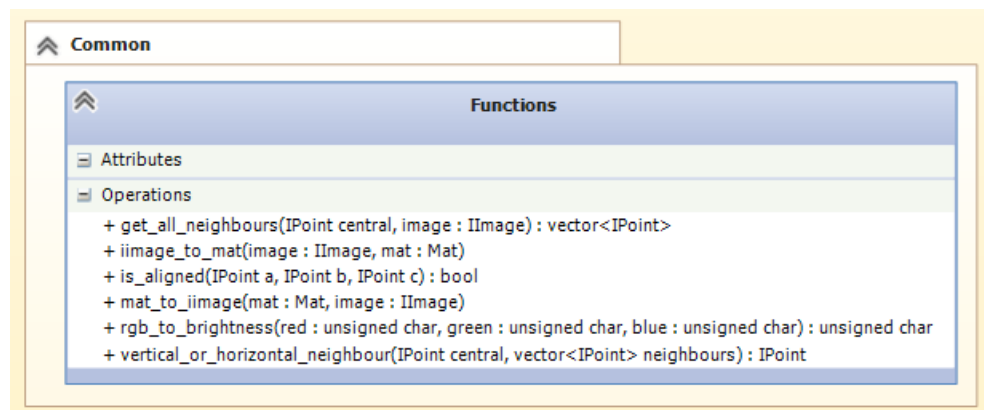 Common
Functions
Attributes
Operations
+ get_all_neighbours(IPoint central, image : IImage) : vector<IPoint>
+ iimage_to_mat(image : IImage, mat : Mat)
+ is_aligned(IPoint a, IPoint b, IPoint c) : bool
+ mat_to_iimage(mat : Mat, image : IImage)
+ rgb_to_brightness(red : unsigned char, green : unsigned char, blue : unsigned char) : unsigned char
+ vertical_or_horizontal_neighbour(IPoint central, vector<IPoint> neighbours) : IPoint